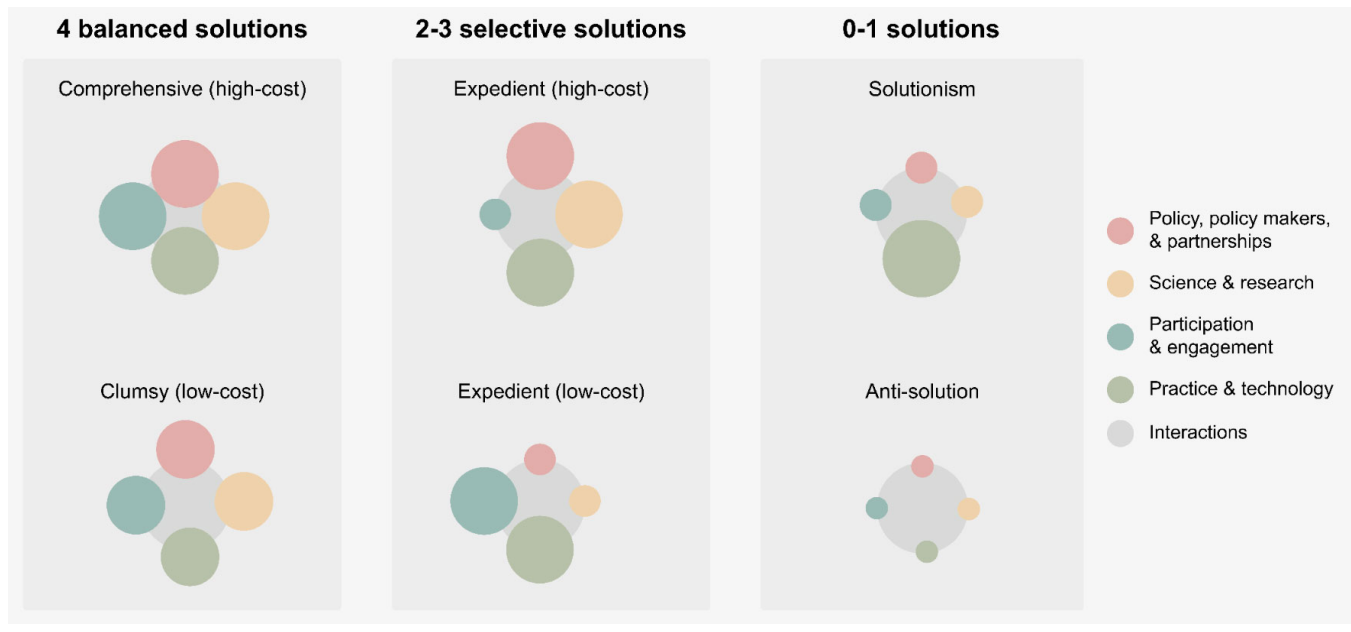 4 balanced solutions
2-3 selective solutions
0-1 solutions
Comprehensive (high-cost)
Expedient (high-cost)
Solutionism
Clumsy (low-cost)
Expedient (low-cost)
Anti-solution
Policy, policy makers,
& partnerships
Science & research
Participation
& engagement
Practice & technology
Interactions